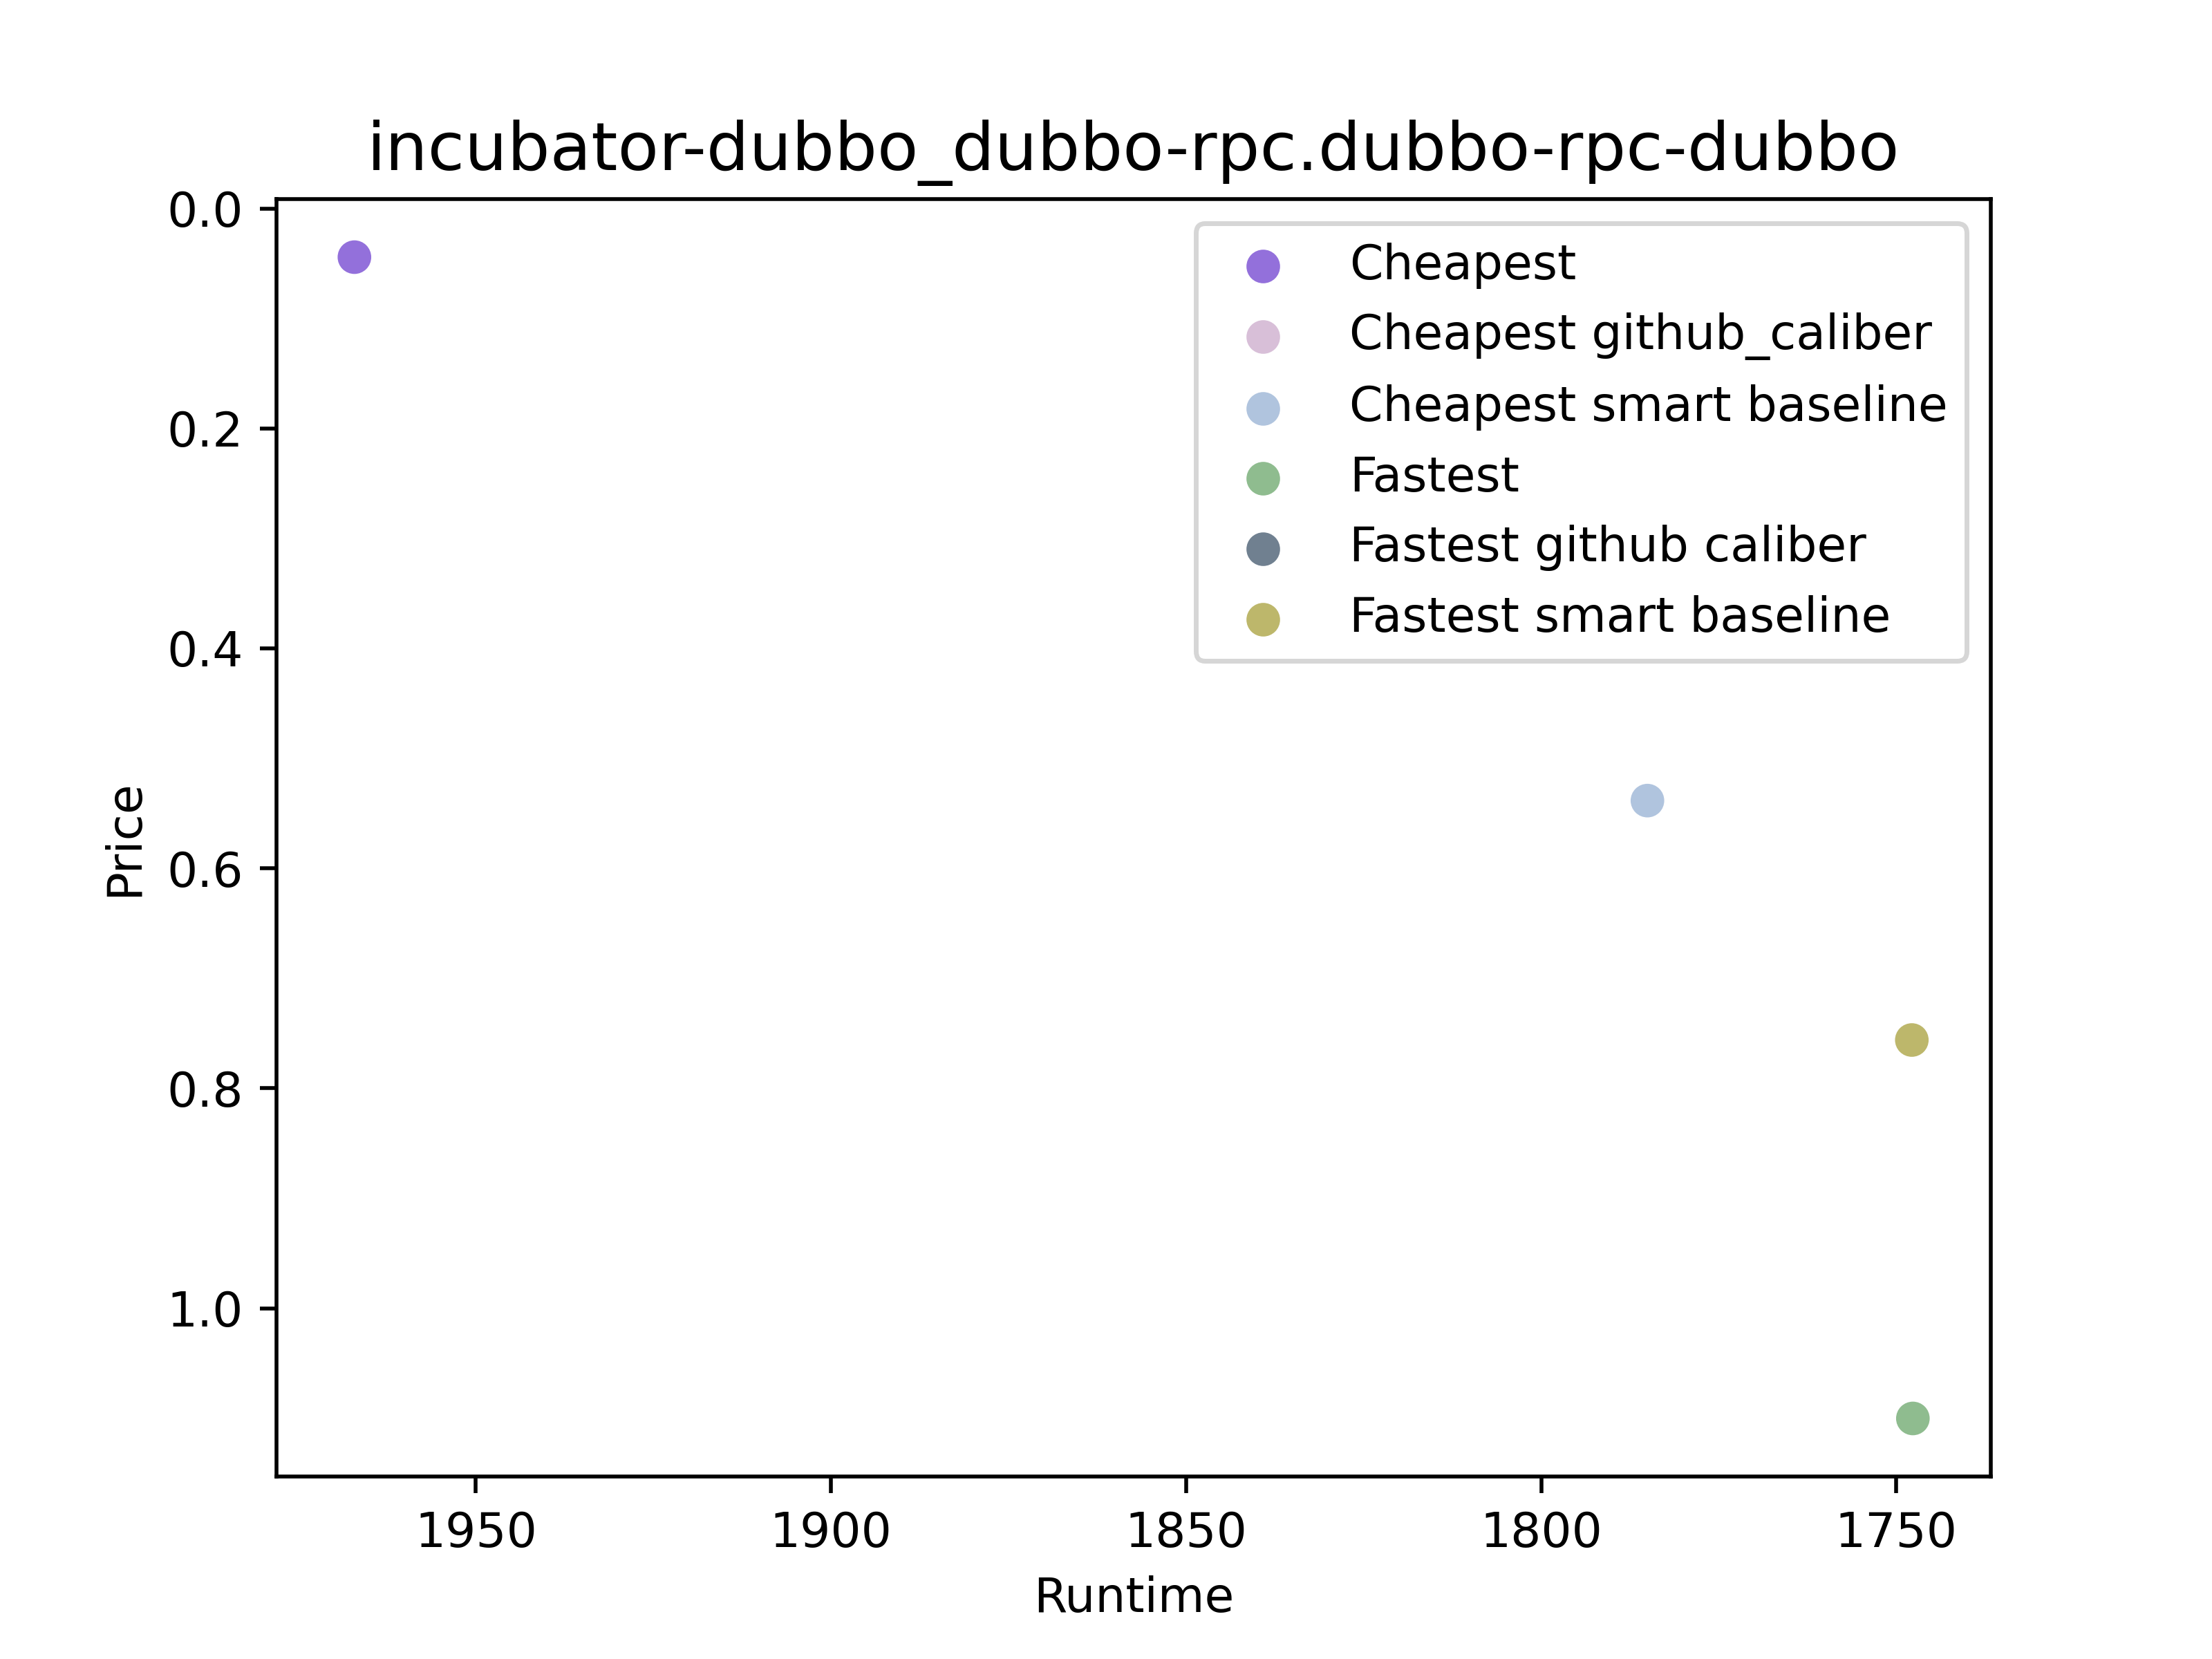 incubator-dubbo_dubbo-rpc.dubbo-rpc-dubbo
0.0
0.2
0.4
0.6
0.8
1.0
Price
Cheapest
Cheapest github_caliber
Cheapest smart baseline
Fastest
Fastest github caliber
Fastest smart baseline
1950 1900 1850 1800 1750
Runtime